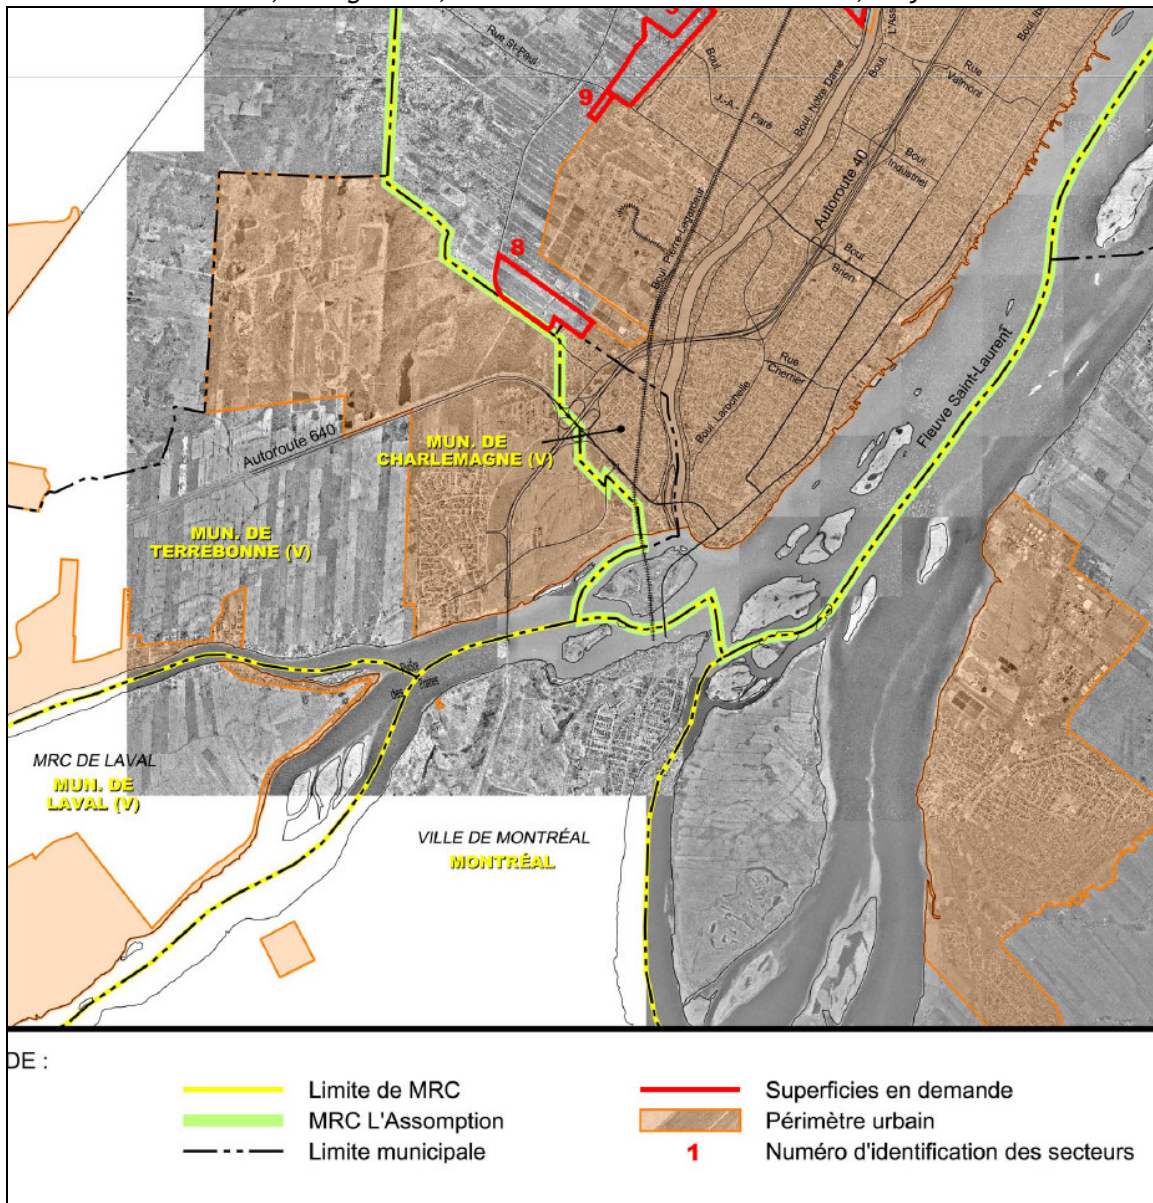 Rue St-Paul
9
Boul.
J.-A.
Paré
Boul. Notre Dame
Boul.
Rue
Valmont
Boul.
Industriel
Autoroute 40
Boul. Pierre-Legardeur
8
Boul.
Brien
Rue
Cherrier
Boul. Larochelle
Fleuve Saint-Laurent
Autoroute 640
MUN. DE
CHARLEMAGNE (V)
MUN. DE
TERREBONNE (V)
des Prairies
MRC DE LAVAL
MUN. DE
LAVAL (V)
VILLE DE MONTRÉAL
MONTRÉAL
DE :
Limite de MRC
MRC L'Assomption
Limite municipale
Superficies en demande
Périmètre urbain
1 Numéro d'identification des secteurs